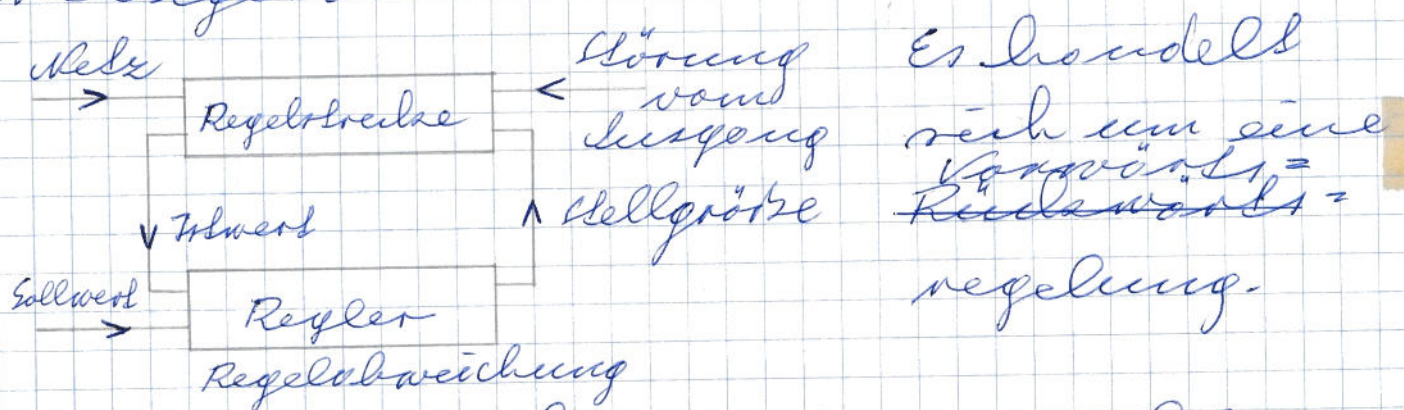 Netz
Regelstrecke
Störung
vom
Ausgang
Istwert
Stellgröße
Sollwert
Regler
Regelabweichung
Es handelt
sich um eine
Vorwärts=
Rückwärts=
regelung.